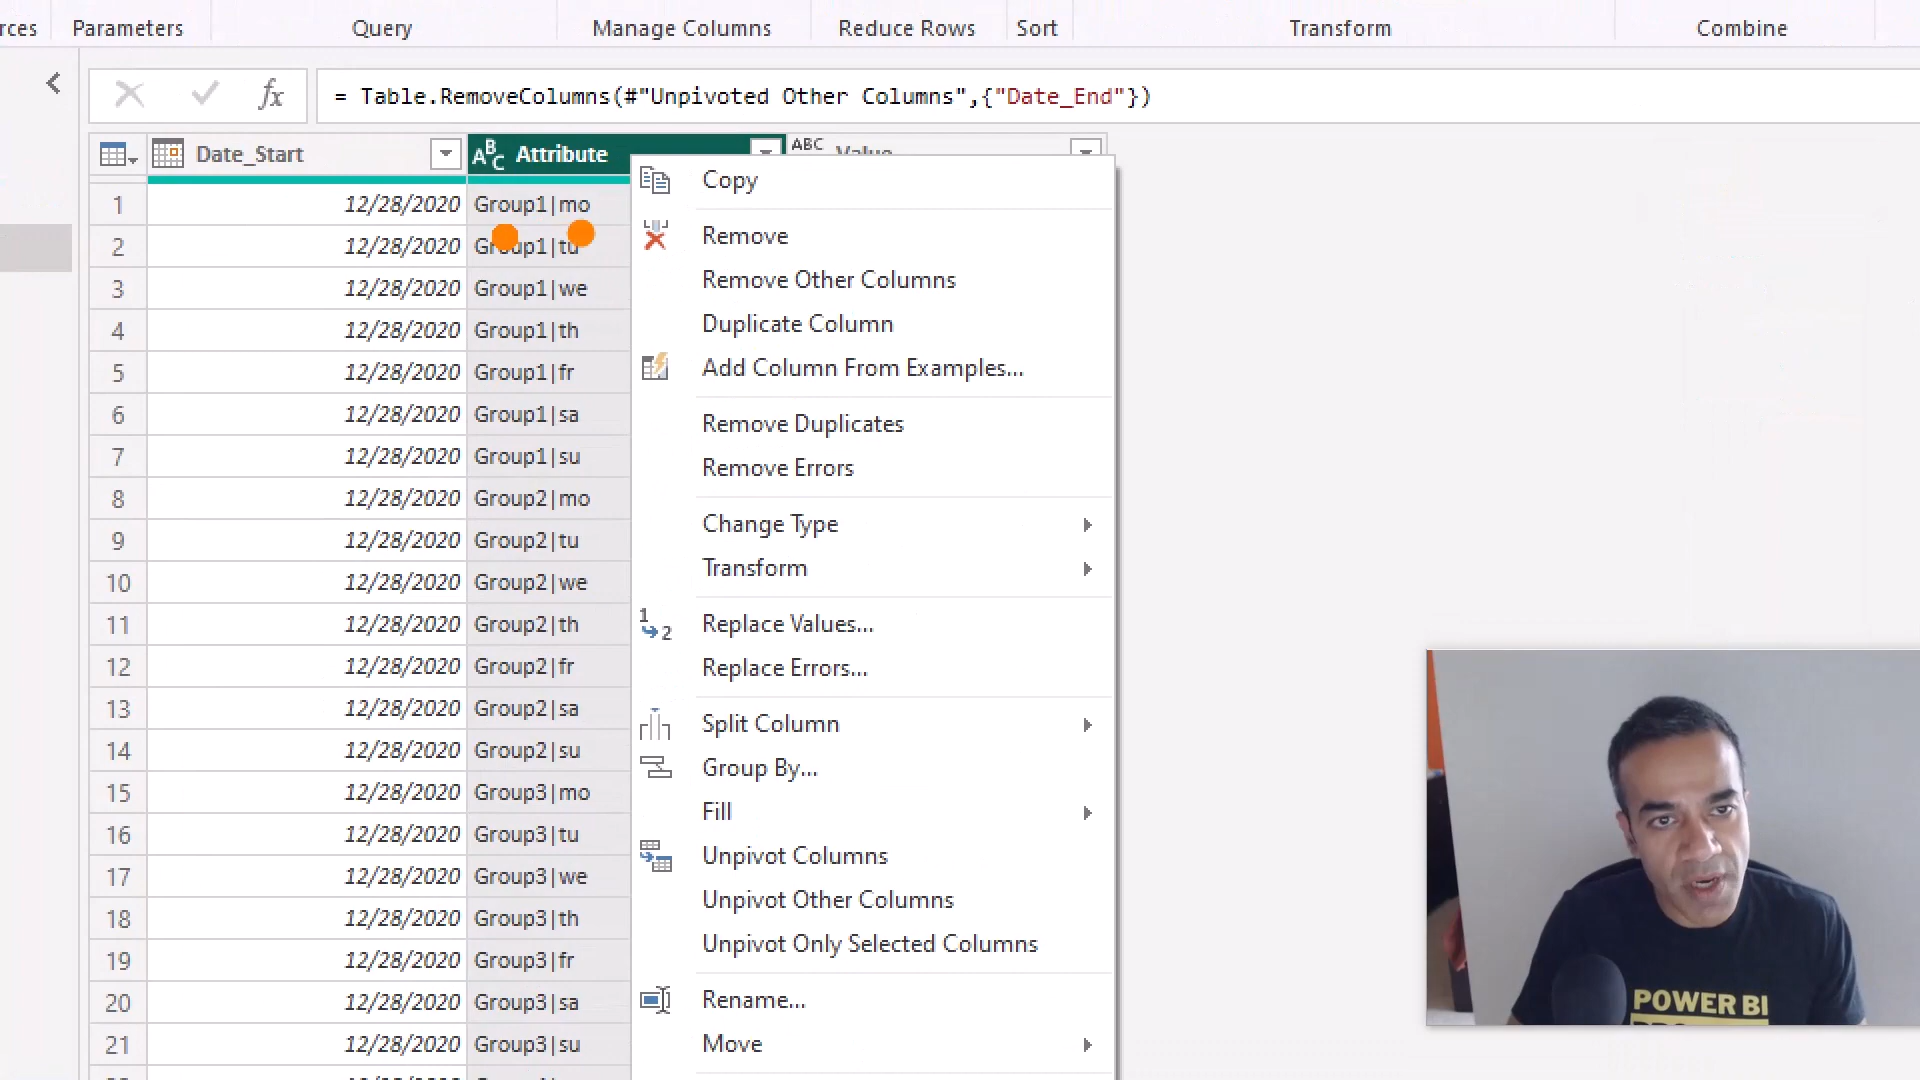 rces Parameters Query Manage Columns Reduce Rows Sort Transform Combine
fx = Table.RemoveColumns(#"Unpivoted Other Columns",{"Date_End"})
Date_Start ABC Attribute ABC Value
1 12/28/2020 Group1|mo
2 12/28/2020 Group1|tu
3 12/28/2020 Group1|we
4 12/28/2020 Group1|th
5 12/28/2020 Group1|fr
6 12/28/2020 Group1|sa
7 12/28/2020 Group1|su
8 12/28/2020 Group2|mo
9 12/28/2020 Group2|tu
10 12/28/2020 Group2|we
11 12/28/2020 Group2|th
12 12/28/2020 Group2|fr
13 12/28/2020 Group2|sa
14 12/28/2020 Group2|su
15 12/28/2020 Group3|mo
16 12/28/2020 Group3|tu
17 12/28/2020 Group3|we
18 12/28/2020 Group3|th
19 12/28/2020 Group3|fr
20 12/28/2020 Group3|sa
21 12/28/2020 Group3|su
12/28/2020
Copy
Remove
Remove Other Columns
Duplicate Column
Add Column From Examples...
Remove Duplicates
Remove Errors
Change Type
Transform
1 2 Replace Values...
Replace Errors...
Split Column
Group By...
Fill
Unpivot Columns
Unpivot Other Columns
Unpivot Only Selected Columns
Rename...
Move
POWER BI